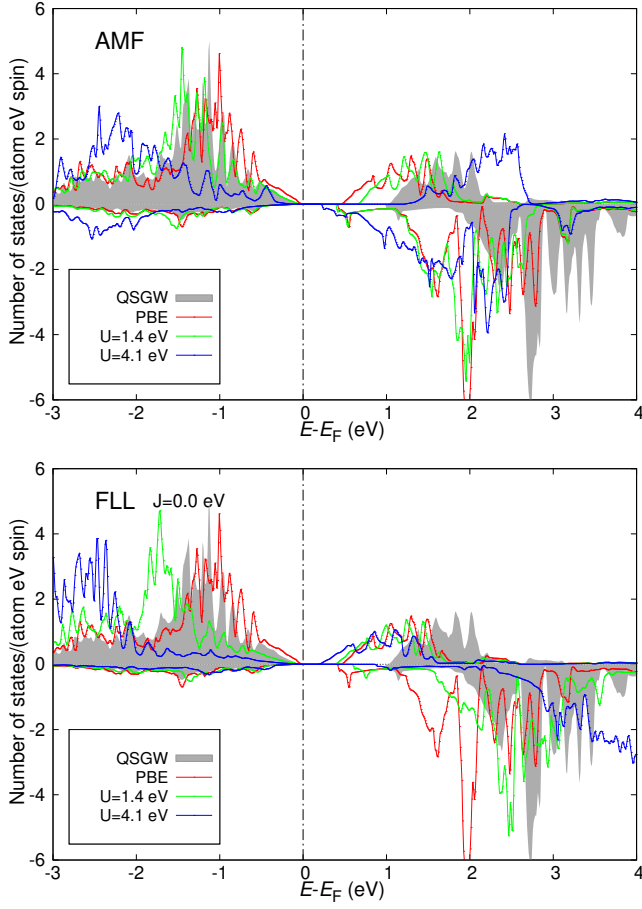 6
AMF
4
2
0
-2
-4
-6
Number of states/(atom eV spin)
QSGW
PBE
U=1.4 eV
U=4.1 eV
-3 -2 -1 0 1 2 3 4
E-EF (eV)
6
FLL J=0.0 eV
4
2
0
-2
-4
-6
Number of states/(atom eV spin)
QSGW
PBE
U=1.4 eV
U=4.1 eV
-3 -2 -1 0 1 2 3 4
E-EF (eV)